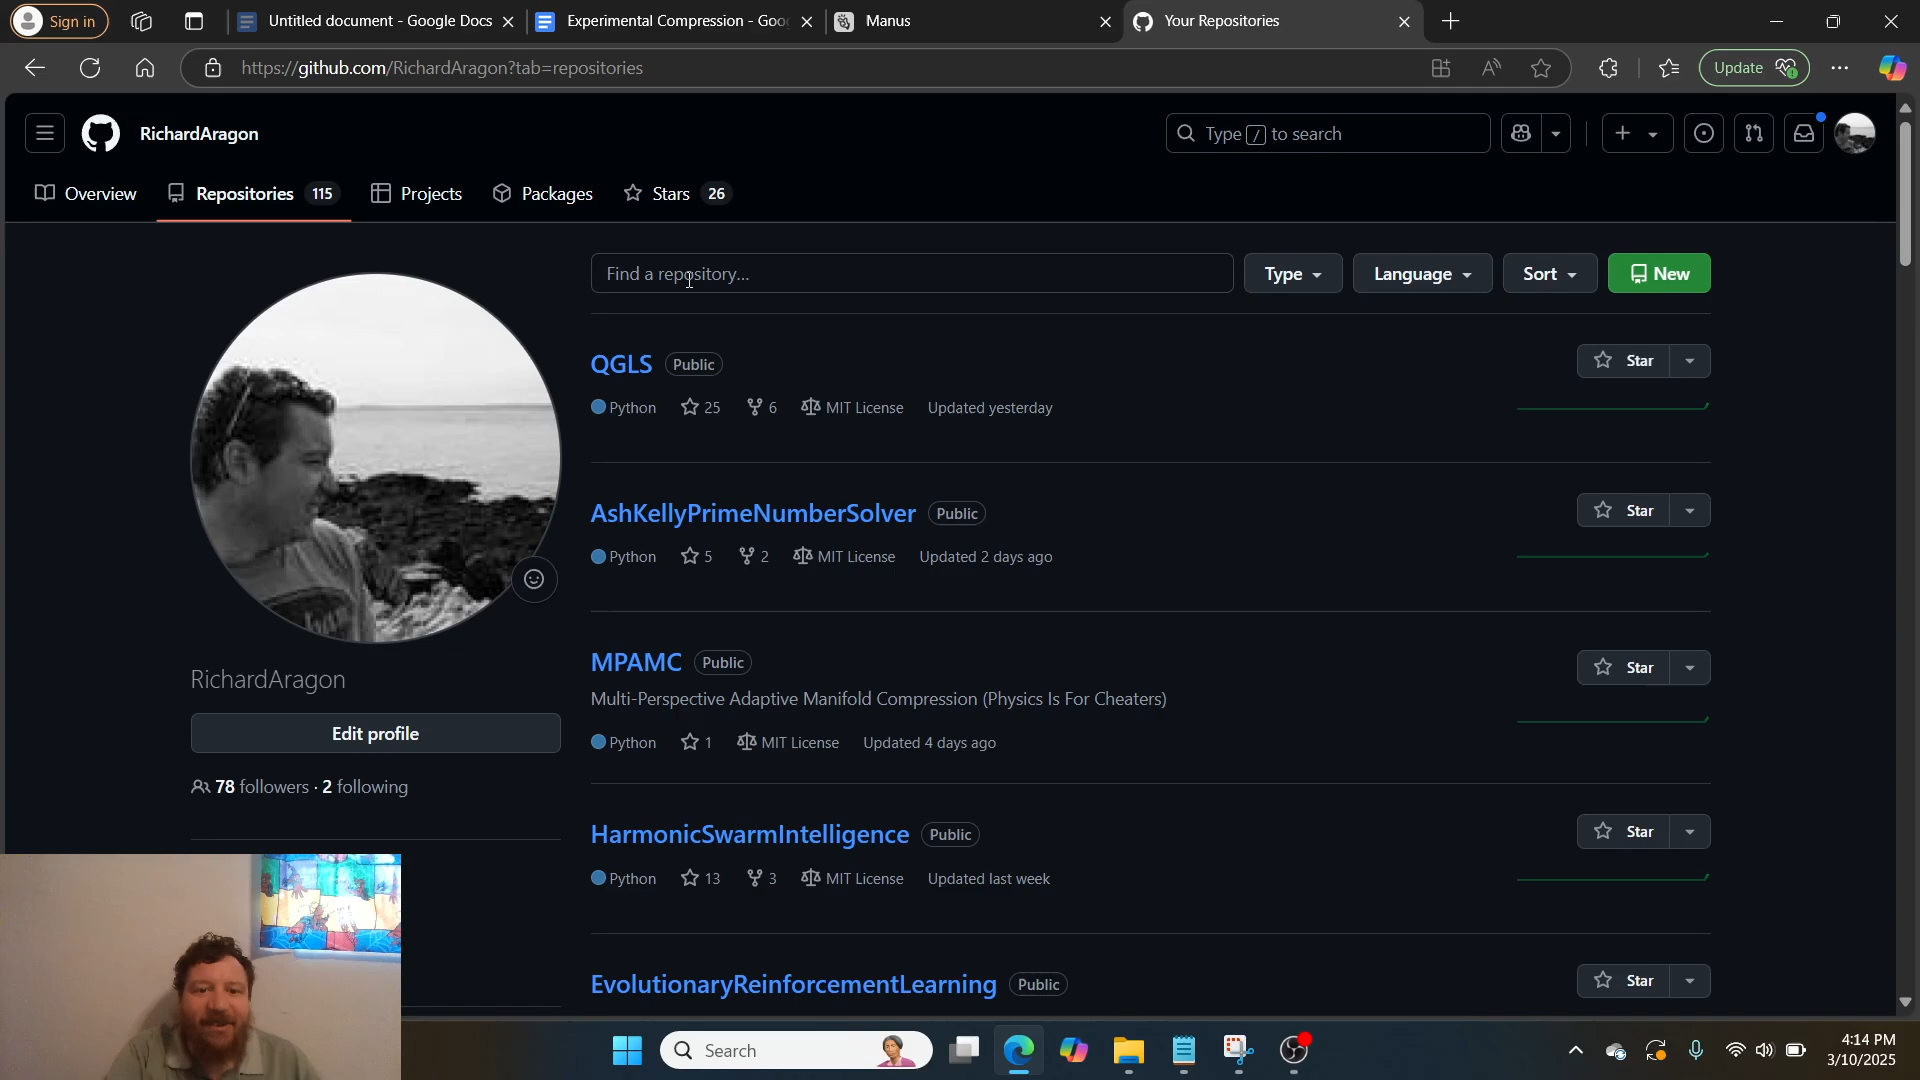 Sign in
Untitled document - Google Docs
Experimental Compression - Goo
Manus
Your Repositories
https://github.com/RichardAragon?tab=repositories
Update
RichardAragon
Type / to search
Overview
Repositories 115
Projects
Packages
Stars 26
Find a repository...
Type
Language
Sort
New
QGLS Public
Star
Python 25 6 MIT License Updated yesterday
AshKellyPrimeNumberSolver Public
Star
Python 5 2 MIT License Updated 2 days ago
MPAMC Public
Star
Multi-Perspective Adaptive Manifold Compression (Physics Is For Cheaters)
Python 1 MIT License Updated 4 days ago
HarmonicSwarmIntelligence Public
Star
Python 13 3 MIT License Updated last week
EvolutionaryReinforcementLearning Public
Star
RichardAragon
Edit profile
78 followers · 2 following
Search
4:14 PM
3/10/2025